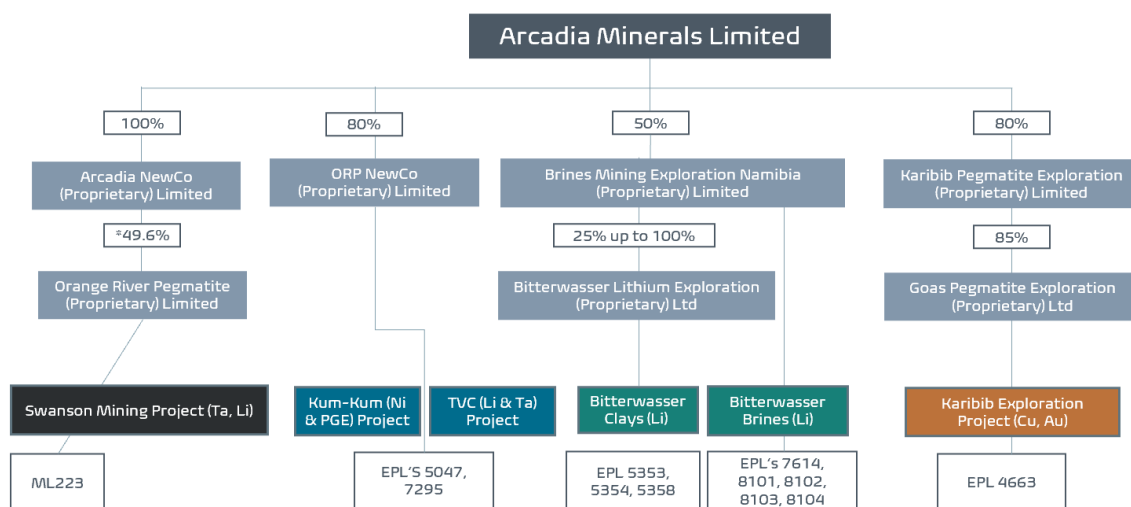 Arcadia Minerals Limited
100%
80%
50%
80%
Arcadia NewCo
(Proprietary) Limited
ORP NewCo
(Proprietary) Limited
Brines Mining Exploration Namibia
(Proprietary) Limited
Karibib Pegmatite Exploration
(Proprietary) Limited
*49.6%
25% up to 100%
85%
Orange River Pegmatite
(Proprietary) Limited
Bitterwasser Lithium Exploration
(Proprietary) Ltd
Goas Pegmatite Exploration
(Proprietary) Ltd
Swanson Mining Project (Ta, Li)
Kum-Kum (Ni
& PGE) Project
TVC (Li & Ta)
Project
Bitterwasser
Clays (Li)
Bitterwasser
Brines (Li)
Karibib Exploration
Project (Cu, Au)
ML223
EPL'S 5047,
7295
EPL 5353,
5354, 5358
EPL's 7614,
8101, 8102,
8103, 8104
EPL 4663